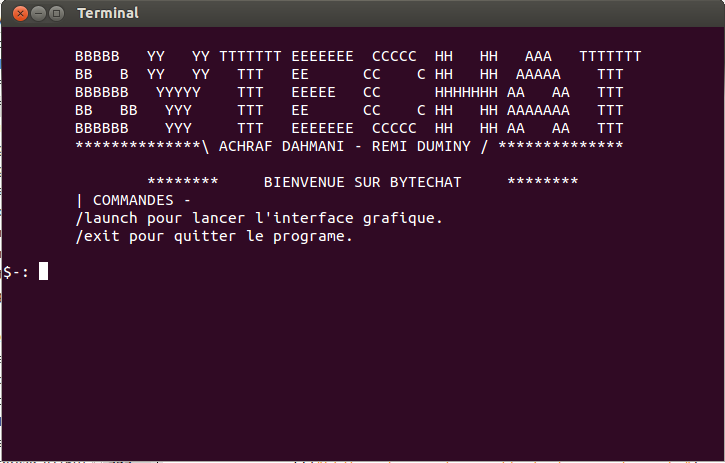 Terminal
BBBBB   YY   YY TTTTTTT EEEEEEE  CCCCC  HH   HH   AAA   TTTTTTT
BB   B  YY   YY   TTT   EE      CC    C HH   HH  AAAAA    TTT
BBBBBB   YYYYY    TTT   EEEEE   CC      HHHHHHH AA   AA   TTT
BB   BB   YYY     TTT   EE      CC    C HH   HH AAAAAAA   TTT
BBBBBB    YYY     TTT   EEEEEEE  CCCCC  HH   HH AA   AA   TTT
**************\ ACHRAF DAHMANI - REMI DUMINY / **************
********     BIENVENUE SUR BYTECHAT     ********
| COMMANDES -
/launch pour lancer l'interface grafique.
/exit pour quitter le programe.
$-: